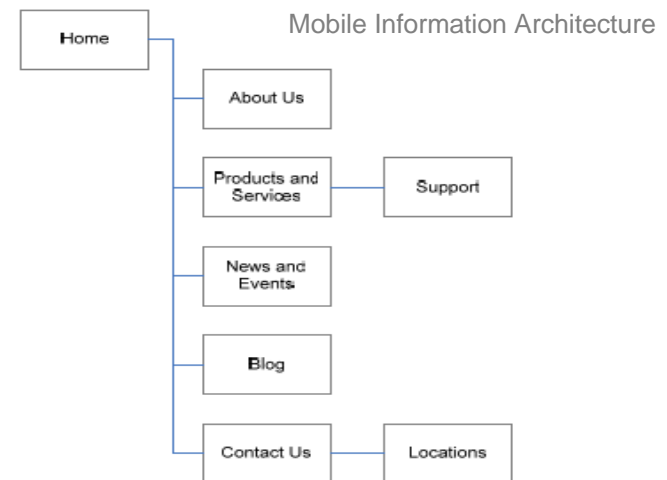 Mobile Information Architecture
Home
About Us
Products and
Services
Support
News and
Events
Blog
Contact Us
Locations